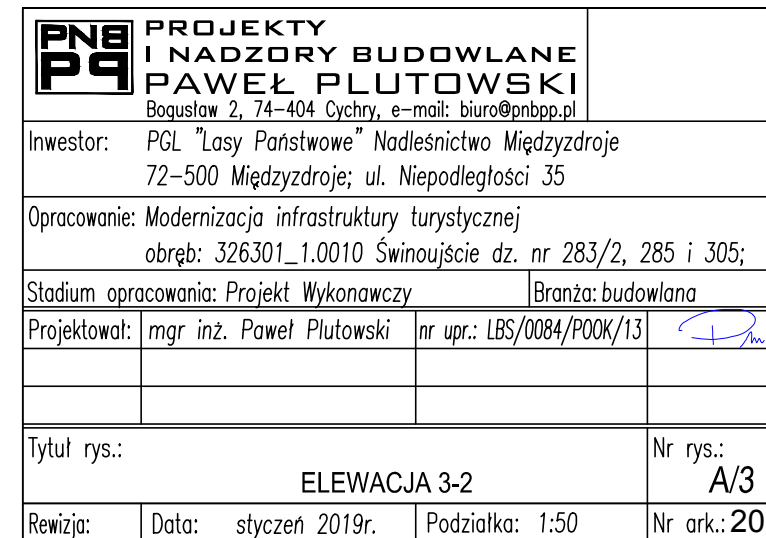 PNB
PP
PROJEKTY
I NADZORY BUDOWLANE
PAWEŁ PLUTOWSKI
Bogusław 2, 74-404 Cychry, e-mail: biuro@pnbpp.pl
Inwestor: PGL "Lasy Państwowe" Nadleśnictwo Międzyzdroje
72-500 Międzyzdroje; ul. Niepodległości 35
Opracowanie: Modernizacja infrastruktury turystycznej
obręb: 326301_1.0010 Świnoujście dz. nr 283/2, 285 i 305;
Stadium opracowania: Projekt Wykonawczy Branża: budowlana
Projektował: mgr inż. Paweł Plutowski nr upr.: LBS/0084/POOK/13
Tytuł rys.: Nr rys.:
ELEWACJA 3-2 A/3
Rewizja: Data: styczeń 2019r. Podziałka: 1:50 Nr ark.: 20